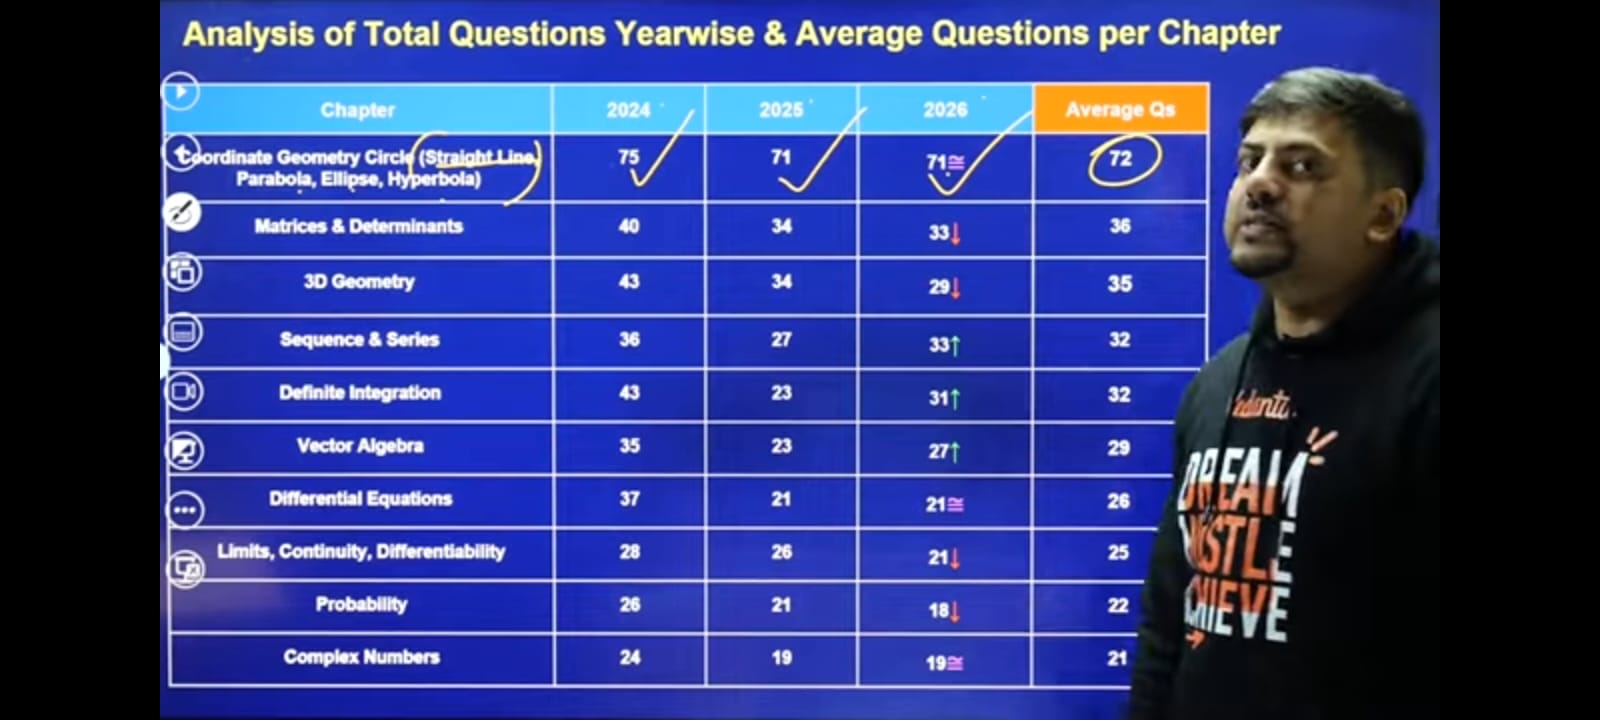 Analysis of Total Questions Yearwise & Average Questions per Chapter
Chapter 2024 2025 2026 Average Qs
Coordinate Geometry Circle (Straight Line, 75 71 71≅ 72
Parabola, Ellipse, Hyperbola)
Matrices & Determinants 40 34 33↓ 36
3D Geometry 43 34 29↓ 35
Sequence & Series 36 27 33↑ 32
Definite Integration 43 23 31↑ 32
Vector Algebra 35 23 27↑ 29
Differential Equations 37 21 21≅ 26
Limits, Continuity, Differentiability 28 26 21↓ 25
Probability 26 21 18↓ 22
Complex Numbers 24 19 19≅ 21
DREAM